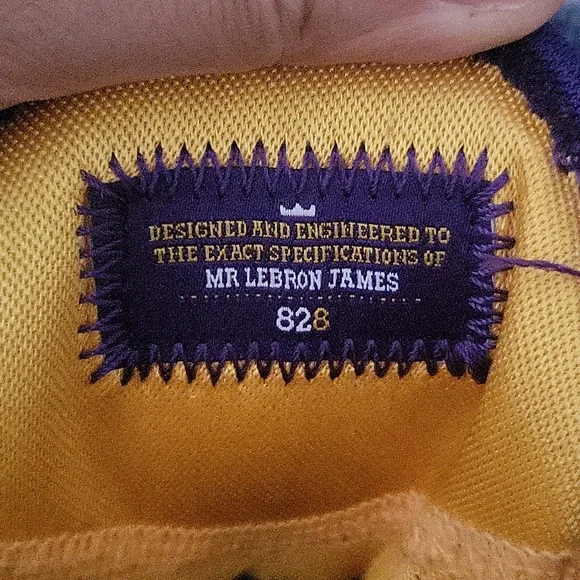 DESIGNED AND ENGINEERED TO
THE EXACT SPECIFICATIONS OF
MR LEBRON JAMES
828